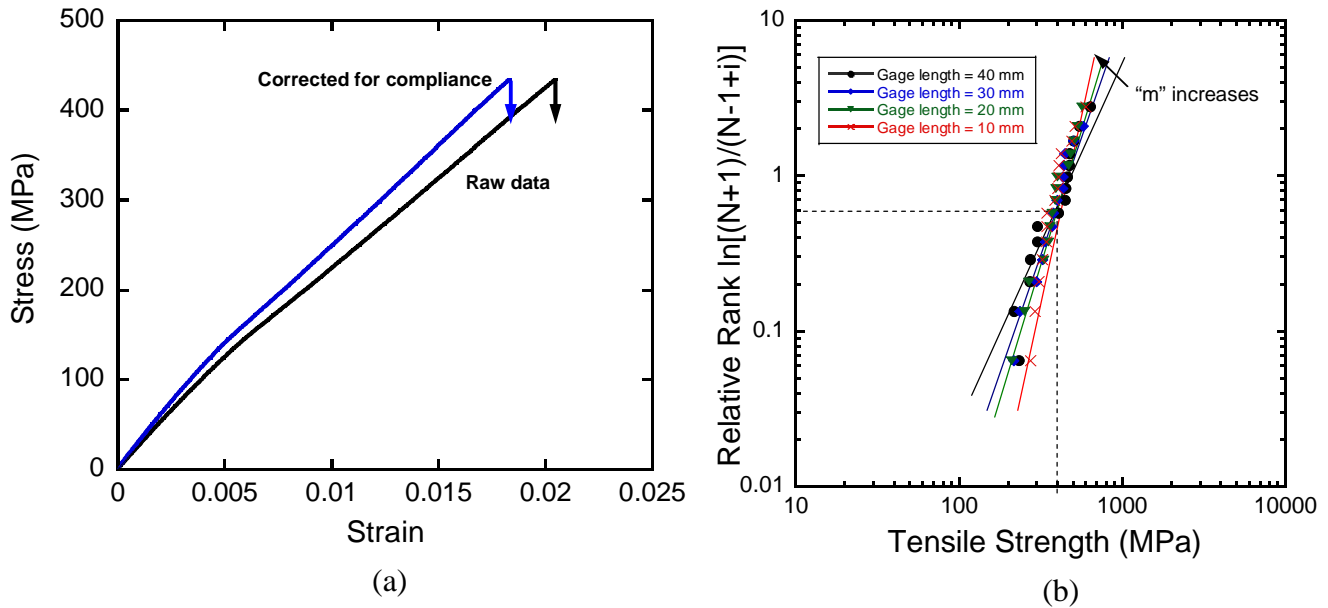 500
400
300
200
100
0
Stress (MPa)
Corrected for compliance
Raw data
0 0.005 0.01 0.015 0.02 0.025
Strain
(a)
10
1
0.1
0.01
Relative Rank ln[(N+1)/(N-1+i)]
Gage length = 40 mm
Gage length = 30 mm
Gage length = 20 mm
Gage length = 10 mm
“m” increases
10 100 1000 10000
Tensile Strength (MPa)
(b)